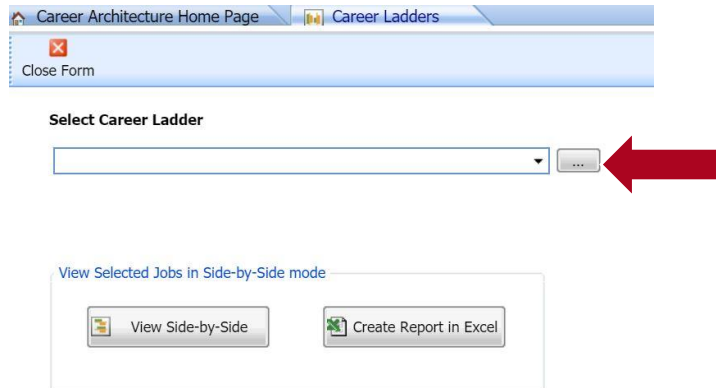 Career Architecture Home Page Career Ladders
Close Form
Select Career Ladder
...
View Selected Jobs in Side-by-Side mode
View Side-by-Side Create Report in Excel